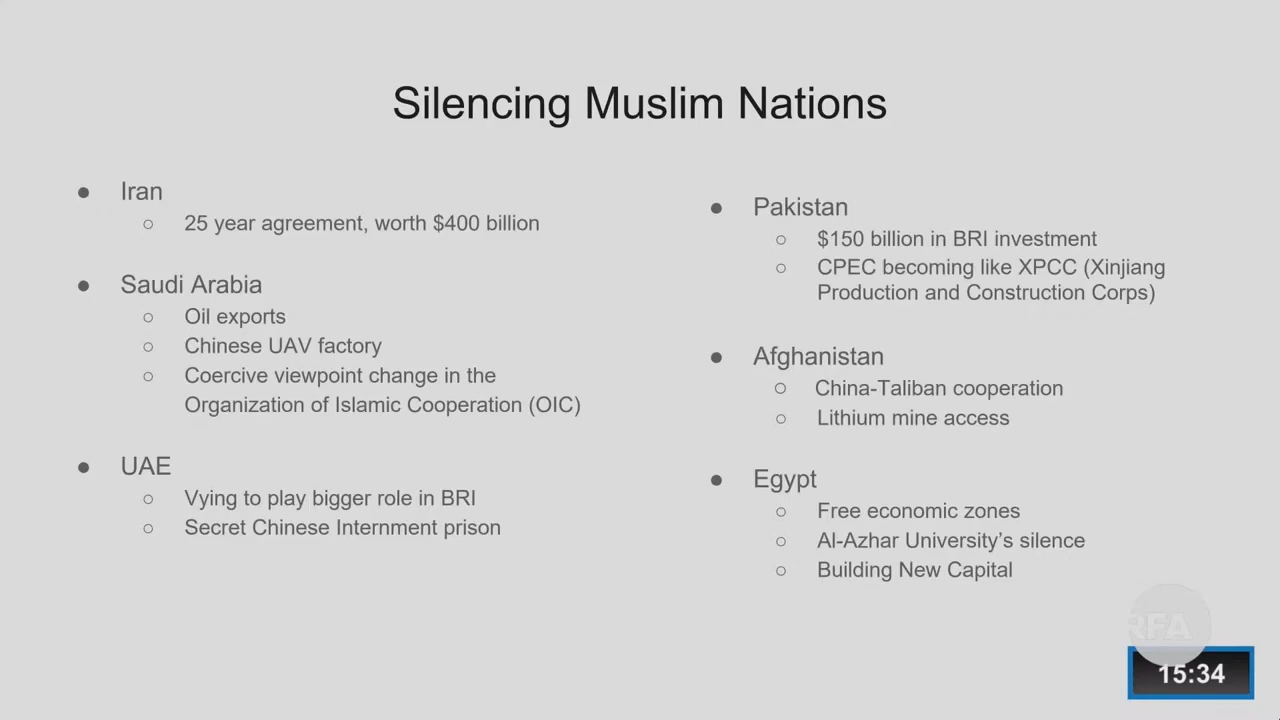 Silencing Muslim Nations
● Iran
○ 25 year agreement, worth $400 billion
● Saudi Arabia
○ Oil exports
○ Chinese UAV factory
○ Coercive viewpoint change in the
Organization of Islamic Cooperation (OIC)
● UAE
○ Vying to play bigger role in BRI
○ Secret Chinese Internment prison
● Pakistan
○ $150 billion in BRI investment
○ CPEC becoming like XPCC (Xinjiang
Production and Construction Corps)
● Afghanistan
○ China-Taliban cooperation
○ Lithium mine access
● Egypt
○ Free economic zones
○ Al-Azhar University's silence
○ Building New Capital
RFA
15:34